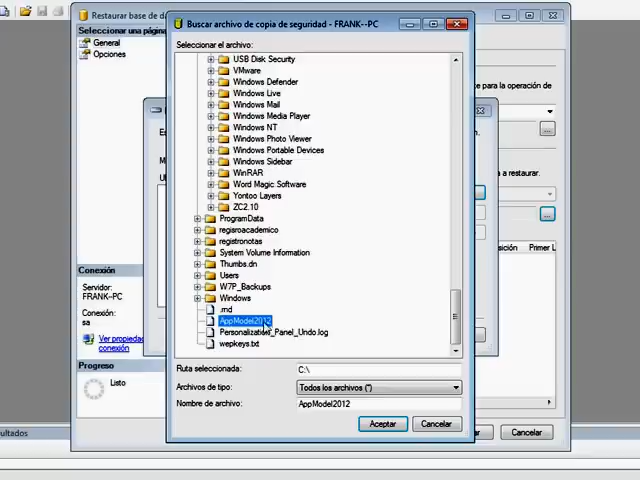 Restaurar base de d
Seleccionar una página
General
Opciones
Conexión
Servidor:
FRANK--PC
Conexión:
sa
Ver propiedad
conexión
Progreso
Listo
Buscar archivo de copia de seguridad - FRANK--PC
Seleccionar el archivo:
USB Disk Security
VMware
Windows Defender
Windows Live
Windows Mail
Windows Media Player
Windows NT
Windows Photo Viewer
Windows Portable Devices
Windows Sidebar
WinRAR
Word Magic Software
Yontoo Layers
ZC2.10
ProgramData
regisroacademico
registronotas
System Volume Information
Thumbs.dn
Users
W7P_Backups
Windows
.rnd
AppModel2012
Personalization_Panel_Undo.log
wepkeys.txt
Ruta seleccionada:
C:\
Archivos de tipo:
Todos los archivos (*)
Nombre de archivo:
AppModel2012
Aceptar
Cancelar
para la operación de
a restaurar.
sición
Primer L
Cancelar
ultados